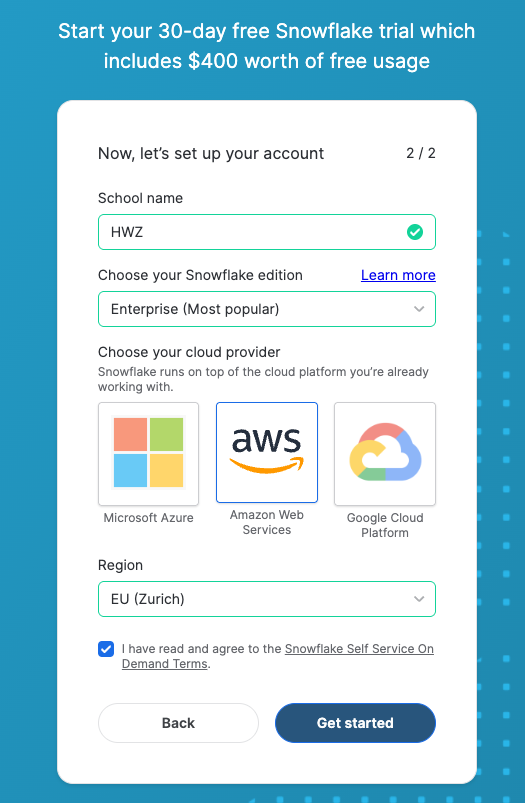 Start your 30-day free Snowflake trial which
includes $400 worth of free usage
Now, let’s set up your account
2 / 2
School name
HWZ
Choose your Snowflake edition
Learn more
Enterprise (Most popular)
Choose your cloud provider
Snowflake runs on top of the cloud platform you’re already
working with.
aws
Microsoft Azure
Amazon Web
Services
Google Cloud
Platform
Region
EU (Zurich)
I have read and agree to the Snowflake Self Service On
Demand Terms.
Back
Get started